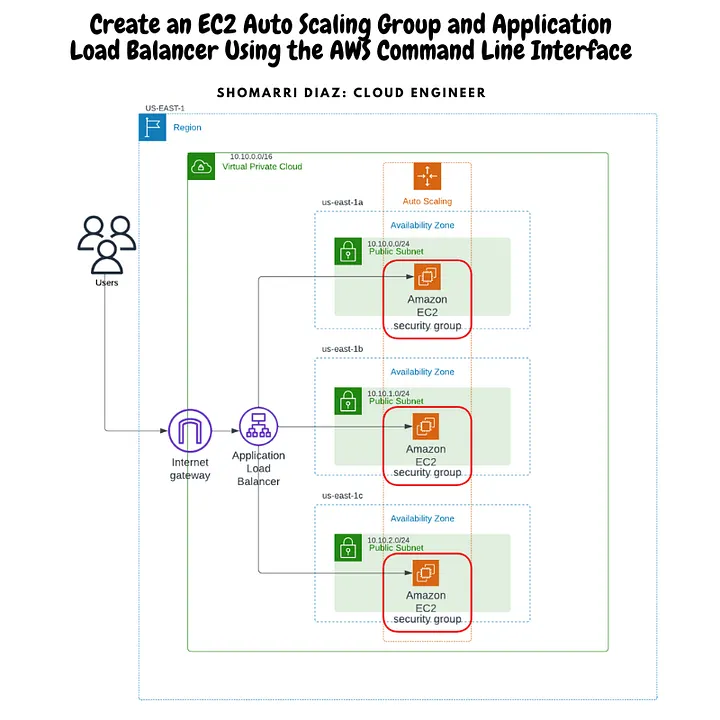 Create an EC2 Auto Scaling Group and Application
Load Balancer Using the AWS Command Line Interface
SHOMARRI DIAZ: CLOUD ENGINEER
US-EAST-1
Region
10.10.0.0/16
Virtual Private Cloud
Auto Scaling
us-east-1a
Availability Zone
10.10.0.0/24
Public Subnet
Amazon
EC2
security group
Users
us-east-1b
Availability Zone
10.10.1.0/24
Public Subnet
Amazon
EC2
security group
Internet
gateway
Application
Load
Balancer
us-east-1c
Availability Zone
10.10.2.0/24
Public Subnet
Amazon
EC2
security group